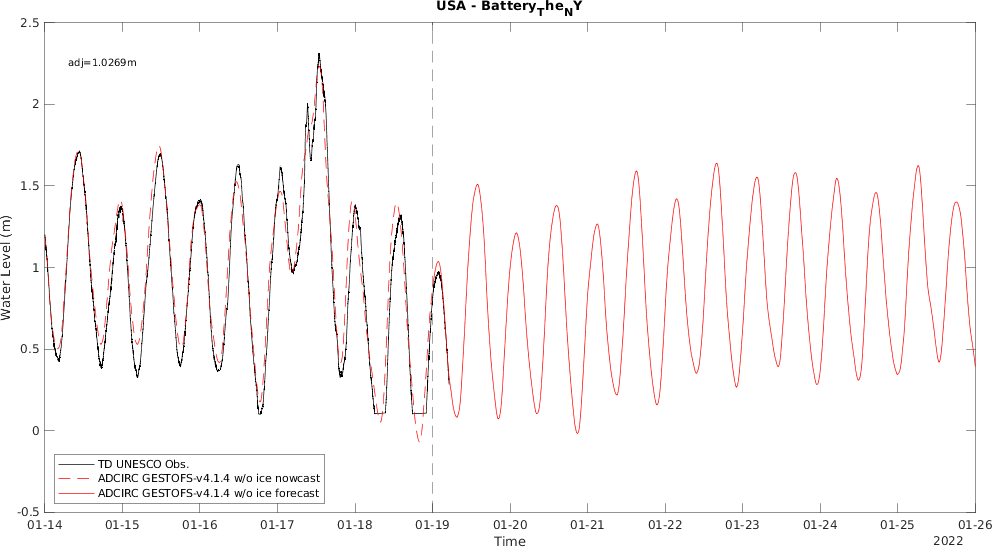 USA - BatteryTheNY
adj=1.0269m
2.5
2
1.5
1
0.5
0
-0.5
Water Level (m)
TD UNESCO Obs.
ADCIRC GESTOFS-v4.1.4 w/o ice nowcast
ADCIRC GESTOFS-v4.1.4 w/o ice forecast
01-14 01-15 01-16 01-17 01-18 01-19 01-20 01-21 01-22 01-23 01-24 01-25 01-26
Time
2022